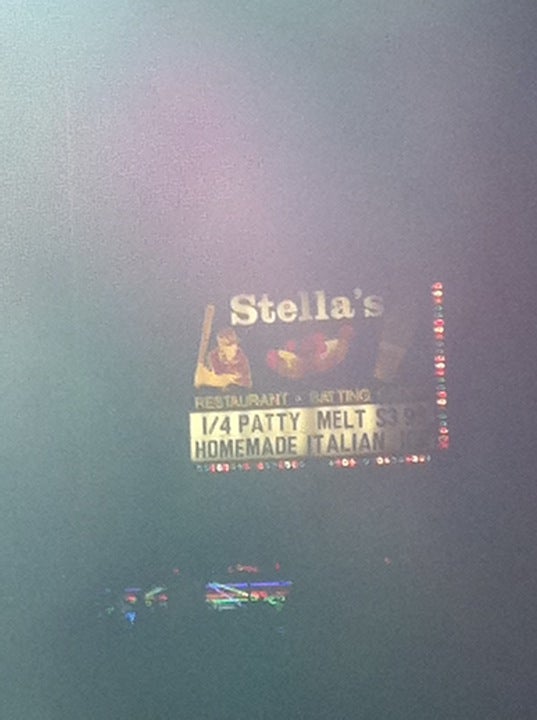 Stella's
RESTAURANT • BATTING
1/4 PATTY MELT
HOMEMADE ITALIAN